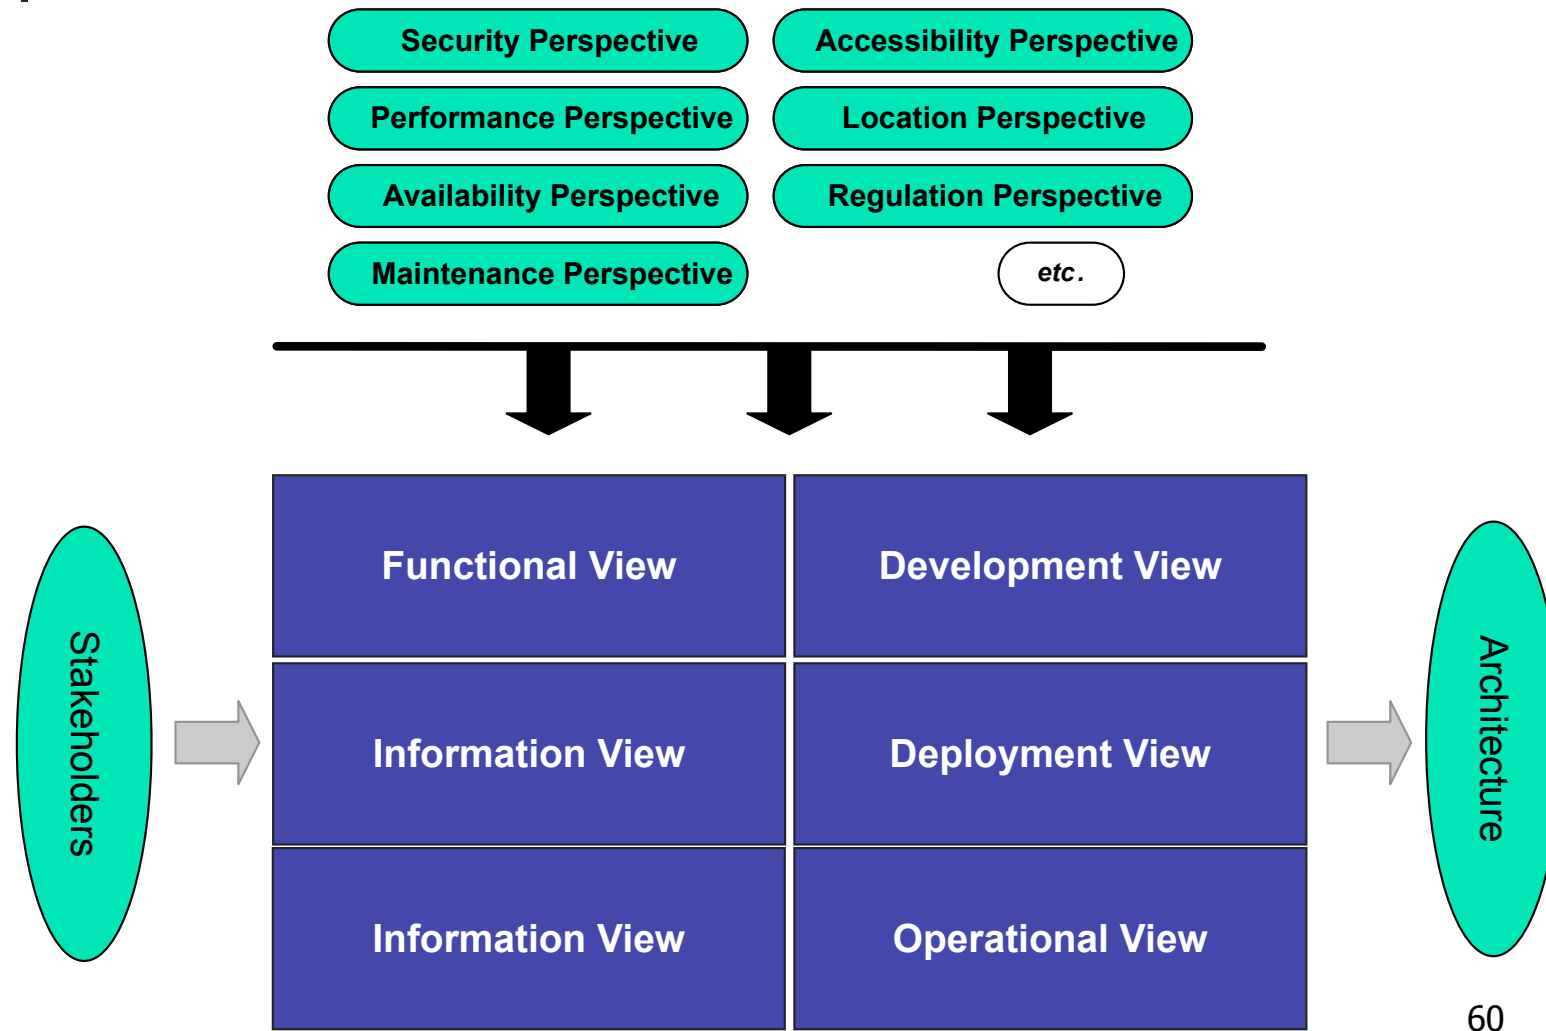 Security Perspective
Accessibility Perspective
Performance Perspective
Location Perspective
Availability Perspective
Regulation Perspective
Maintenance Perspective
etc.
Stakeholders
Functional View
Development View
Information View
Deployment View
Information View
Operational View
Architecture
60